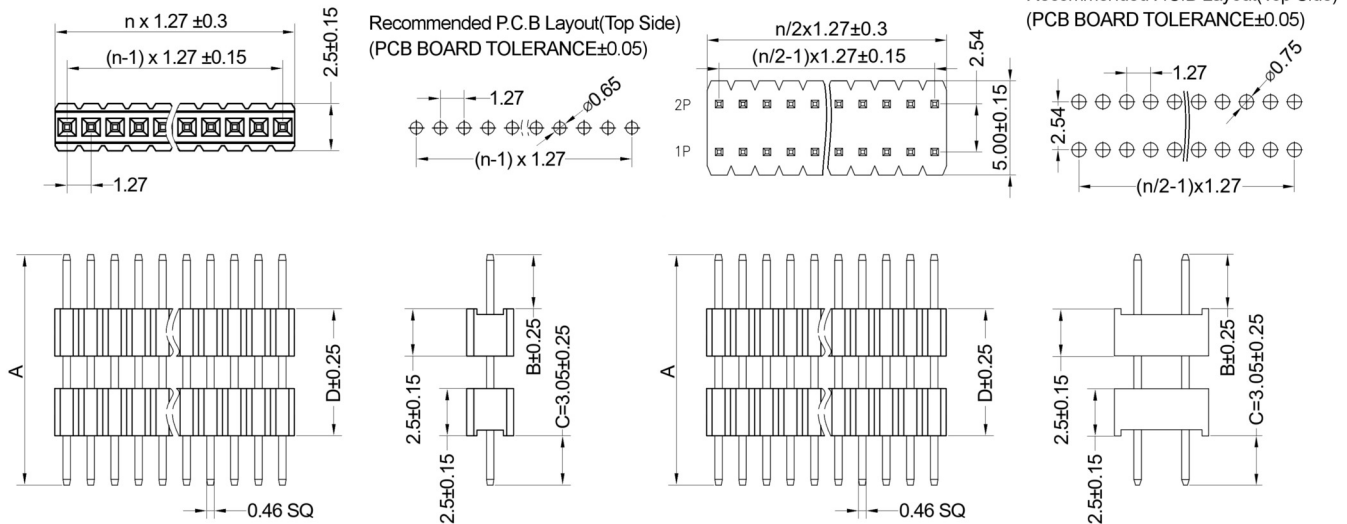 n x 1.27 ±0.3
(n-1) x 1.27 ±0.15
2.5±0.15
1.27
Recommended P.C.B Layout(Top Side)
(PCB BOARD TOLERANCE±0.05)
1.27
ø0.65
(n-1) x 1.27
n/2x1.27±0.3
(n/2-1)x1.27±0.15
2.54
2P
1P
5.00±0.15
(PCB BOARD TOLERANCE±0.05)
1.27
ø0.75
2.54
(n/2-1)x1.27
A
D±0.25
0.46 SQ
2.5±0.15
2.5±0.15
B±0.25
C=3.05±0.25
A
D±0.25
0.46 SQ
2.5±0.15
2.5±0.15
B±0.25
C=3.05±0.25